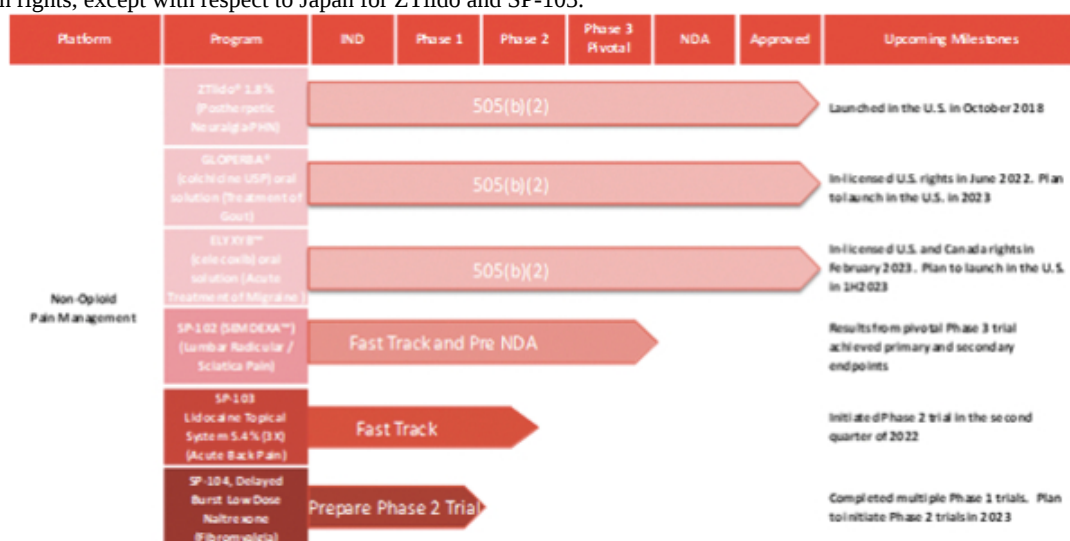 rights, except with respect to Japan for ZTlido and SP-103.
Platform
Program
IND
Phase 1
Phase 2
Phase 3
Pivotal
NDA
Approved
Upcoming Milestones
Non-Opioid
Pain Management
ZTlido® 1.8%
(Postherpetic
Neuralgia PHN)
505(b)(2)
Launched in the U.S. in October 2018
GLOPERBA®
(colchicine USP) oral
solution (Treatment of
Gout)
505(b)(2)
In-licensed U.S. rights in June 2022. Plan
to launch in the U.S. in 2023
ELYXYB™
(celecoxib) oral
solution (Acute
Treatment of Migraine)
505(b)(2)
In-licensed U.S. and Canada rights in
February 2023. Plan to launch in the U.S.
in 1H2023
SP-102 (SEMDEXA™)
(Lumbar Radicular /
Sciatica Pain)
Fast Track and Pre NDA
Results from pivotal Phase 3 trial
achieved primary and secondary
endpoints
SP-103
Lidocaine Topical
System 5.4% (3X)
(Acute Back Pain)
Fast Track
Initiated Phase 2 trial in the second
quarter of 2022
SP-104, Delayed
Burst Low Dose
Naltrexone
(Fibromyalgia)
Prepare Phase 2 Trial
Completed multiple Phase 1 trials. Plan
to initiate Phase 2 trials in 2023